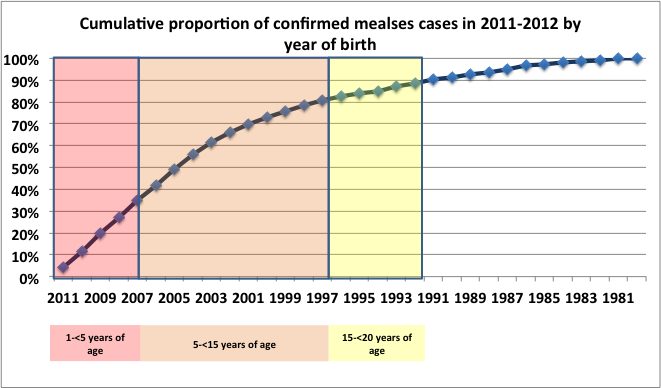 Cumulative proportion of confirmed mealses cases in 2011-2012 by
year of birth
100%
90%
80%
70%
60%
50%
40%
30%
20%
10%
0%
2011 2009 2007 2005 2003 2001 1999 1997 1995 1993 1991 1989 1987 1985 1983 1981
1-<5 years of
age
5-<15 years of age
15-<20 years of
age